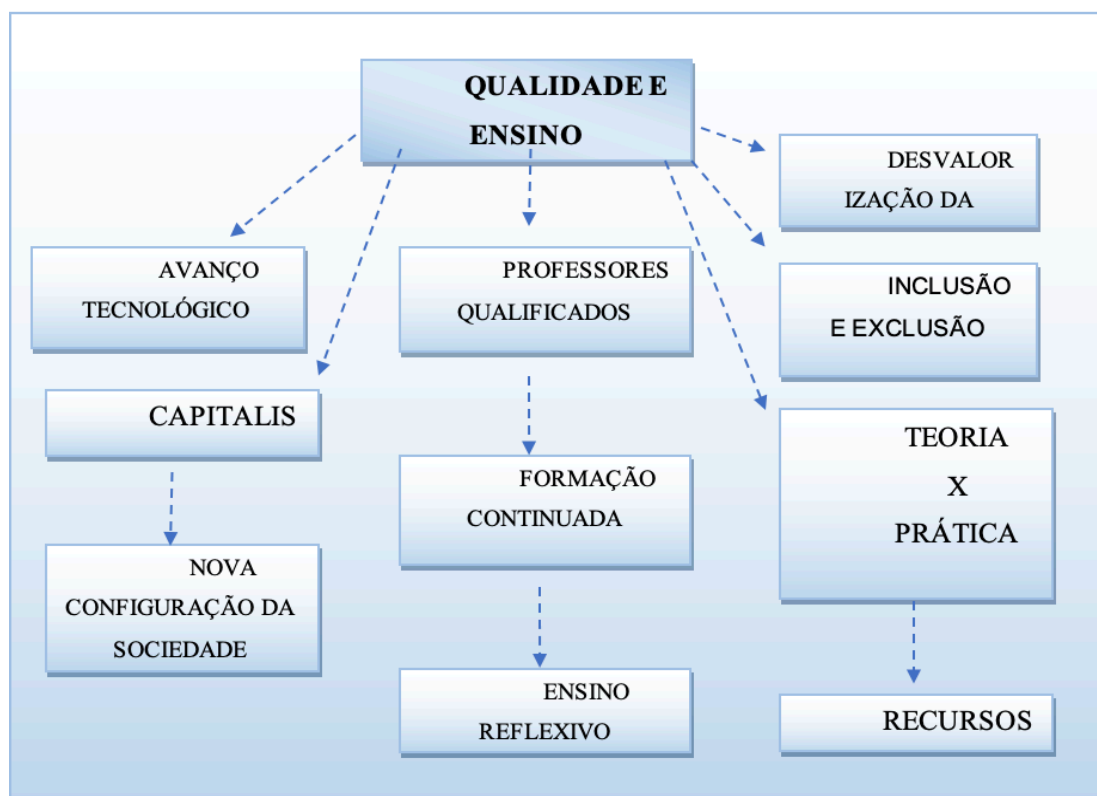 QUALIDADE E
ENSINO
DESVALOR
IZAÇÃO DA
AVANÇO
TECNOLÓGICO
PROFESSORES
QUALIFICADOS
INCLUSÃO
E EXCLUSÃO
CAPITALIS
TEORIA
X
PRÁTICA
FORMAÇÃO
CONTINUADA
NOVA
CONFIGURAÇÃO DA
SOCIEDADE
ENSINO
REFLEXIVO
RECURSOS